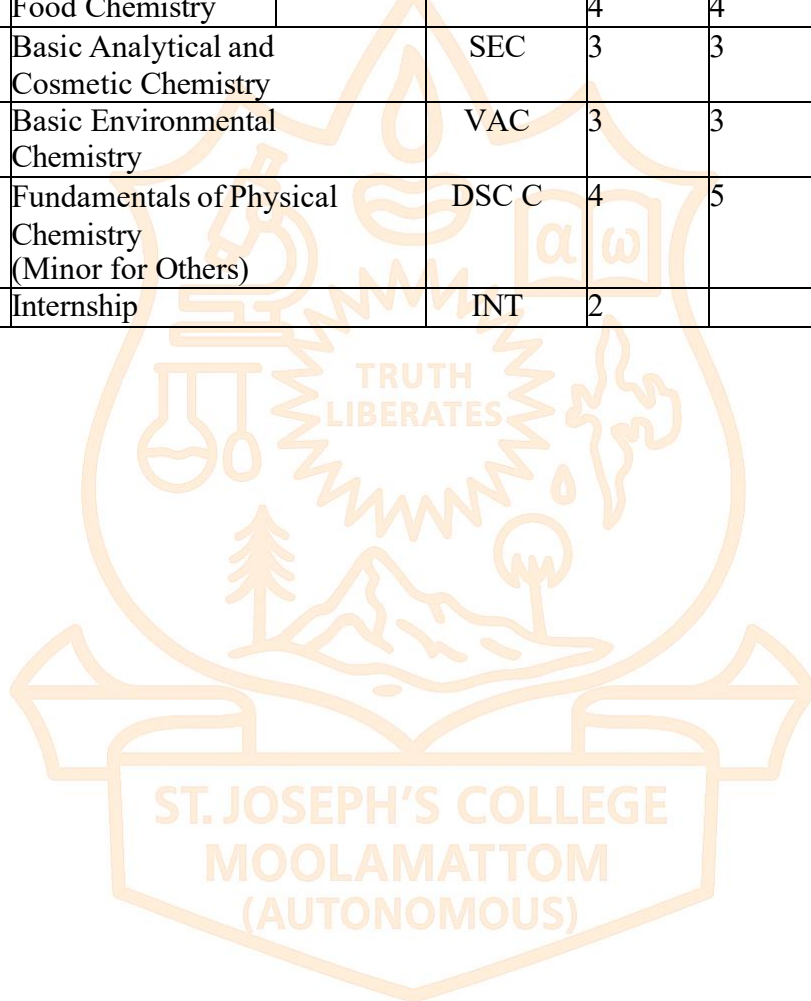 Food Chemistry 4 4
Basic Analytical and SEC 3 3
Cosmetic Chemistry
Basic Environmental VAC 3 3
Chemistry
Fundamentals of Physical DSC C 4 5
Chemistry
(Minor for Others)
Internship INT 2
α ω
TRUTH
LIBERATES
ST. JOSEPH'S COLLEGE
MOOLAMATTOM
(AUTONOMOUS)